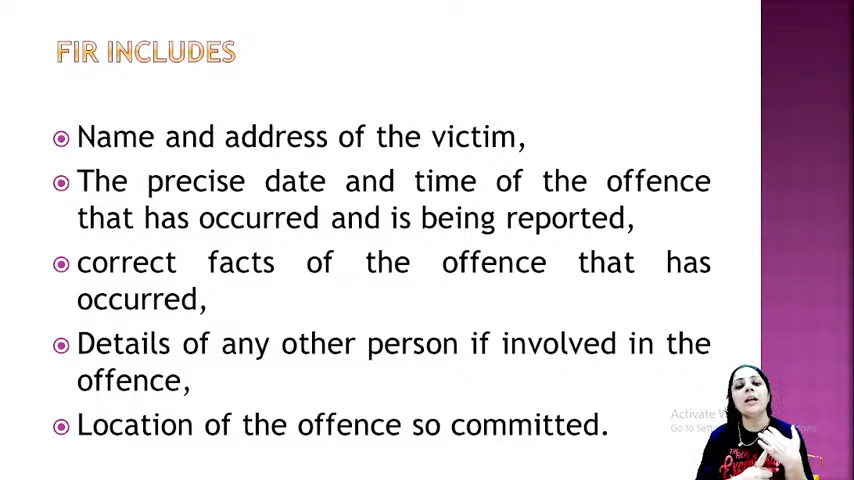 FIR INCLUDES
Name and address of the victim,
The precise date and time of the offence
that has occurred and is being reported,
correct facts of the offence that has
occurred,
Details of any other person if involved in the
offence,
Location of the offence so committed.
Activate
Go to